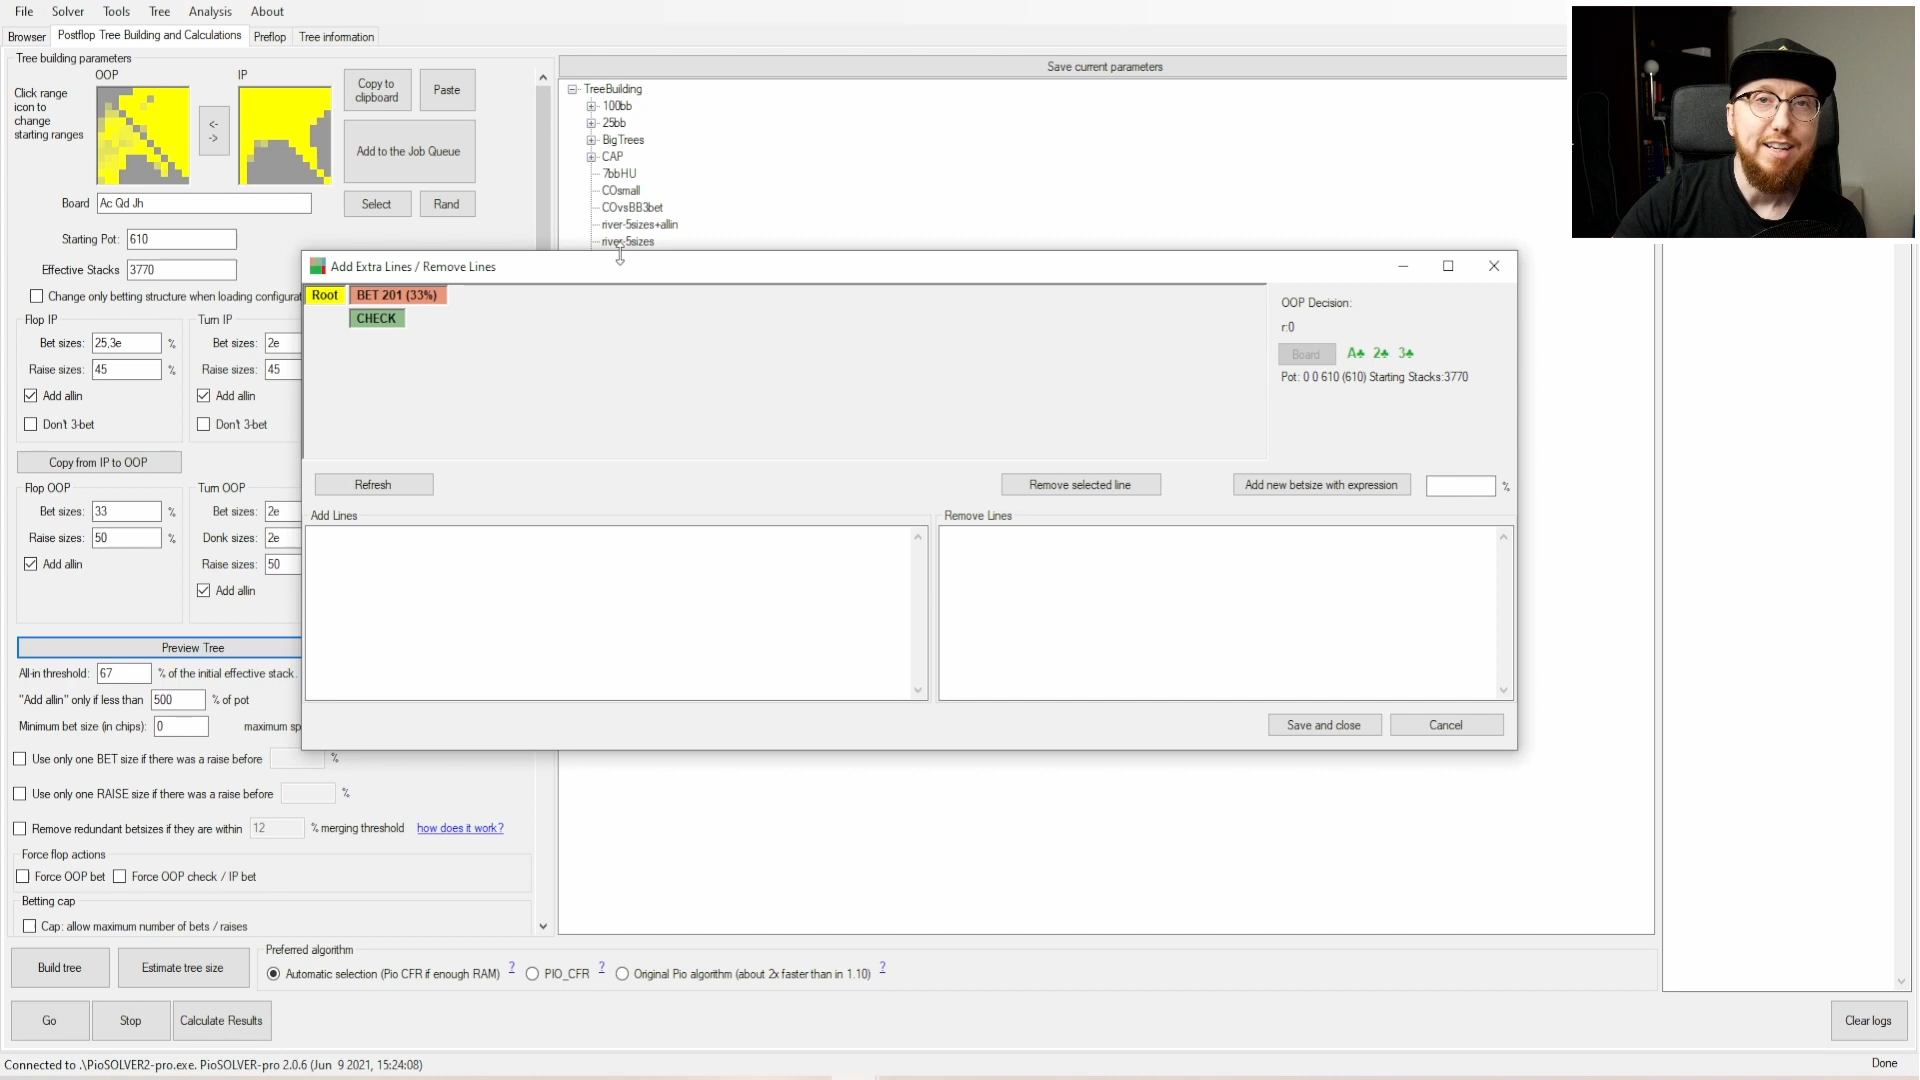 File Solver Tools Tree Analysis About
Browser Postflop Tree Building and Calculations Preflop Tree information
Tree building parameters
OOP IP
Click range
icon to
change
starting ranges
<-
->
Copy to
clipboard
Paste
Add to the Job Queue
Board Ac Qd Jh Select Rand
Starting Pot: 610
Effective Stacks 3770
Change only betting structure when loading configurat
Flop IP
Bet sizes: 25,3e %
Raise sizes: 45 %
Add allin
Don't 3-bet
Turn IP
Bet sizes: 2e
Raise sizes: 45
Add allin
Don't 3-bet
Copy from IP to OOP
Flop OOP
Bet sizes: 33 %
Raise sizes: 50 %
Add allin
Turn OOP
Bet sizes: 2e
Donk sizes: 2e
Raise sizes: 50
Add allin
Preview Tree
All-in threshold: 67 % of the initial effective stack.
"Add allin" only if less than 500 % of pot
Minimum bet size (in chips): 0 maximum sp
Use only one BET size if there was a raise before %
Use only one RAISE size if there was a raise before %
Remove redundant betsizes if they are within 12 % merging threshold how does it work?
Force flop actions
Force OOP bet Force OOP check / IP bet
Betting cap
Cap: allow maximum number of bets / raises
Save current parameters
TreeBuilding
100bb
25bb
BigTrees
CAP
7bbHU
COsmall
COvsBB3bet
river-5sizes+allin
river-5sizes
Add Extra Lines / Remove Lines
Root BET 201 (33%)
CHECK
OOP Decision:
r:0
Board A♣ 2♣ 3♣
Pot: 0 0 610 (610) Starting Stacks:3770
Refresh Remove selected line Add new betsize with expression %
Add Lines Remove Lines
Save and close Cancel
Build tree Estimate tree size
Preferred algorithm
Automatic selection (Pio CFR if enough RAM) ? PIO_CFR ? Original Pio algorithm (about 2x faster than in 1.10) ?
Go Stop Calculate Results Clear logs
Connected to .\PioSOLVER2-pro.exe. PioSOLVER-pro 2.0.6 (Jun 9 2021, 15:24:08) Done